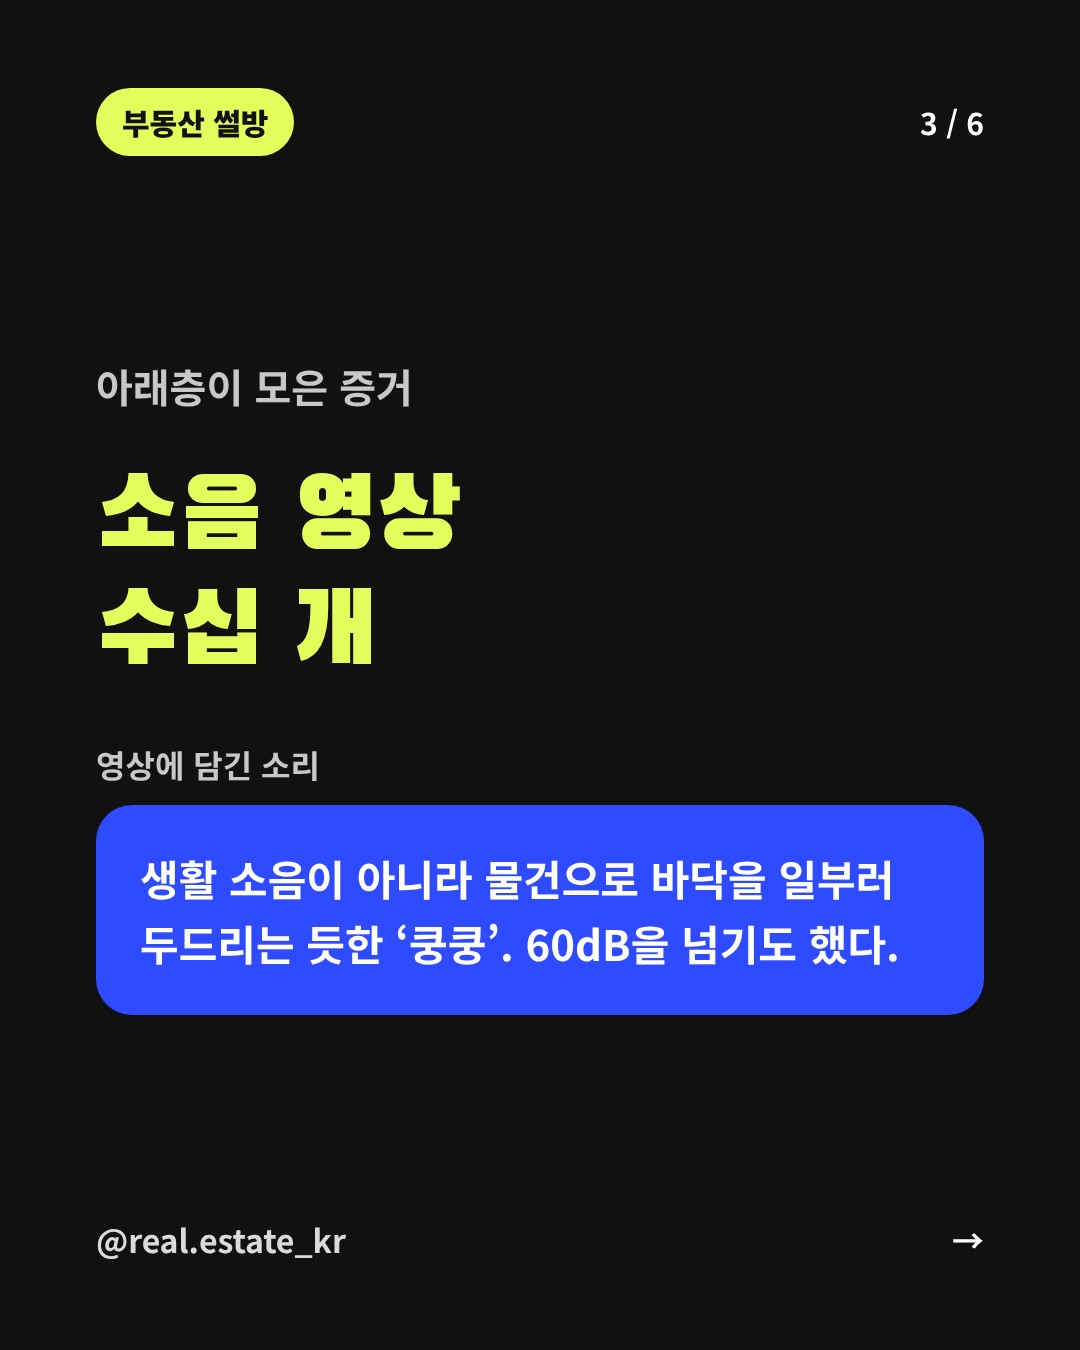 부동산 썰방
3 / 6
아래층이 모은 증거
소음 영상
수십 개
영상에 담긴 소리
생활 소음이 아니라 물건으로 바닥을 일부러
두드리는 듯한 ‘쿵쿵’. 60dB을 넘기도 했다.
@real.estate_kr
→